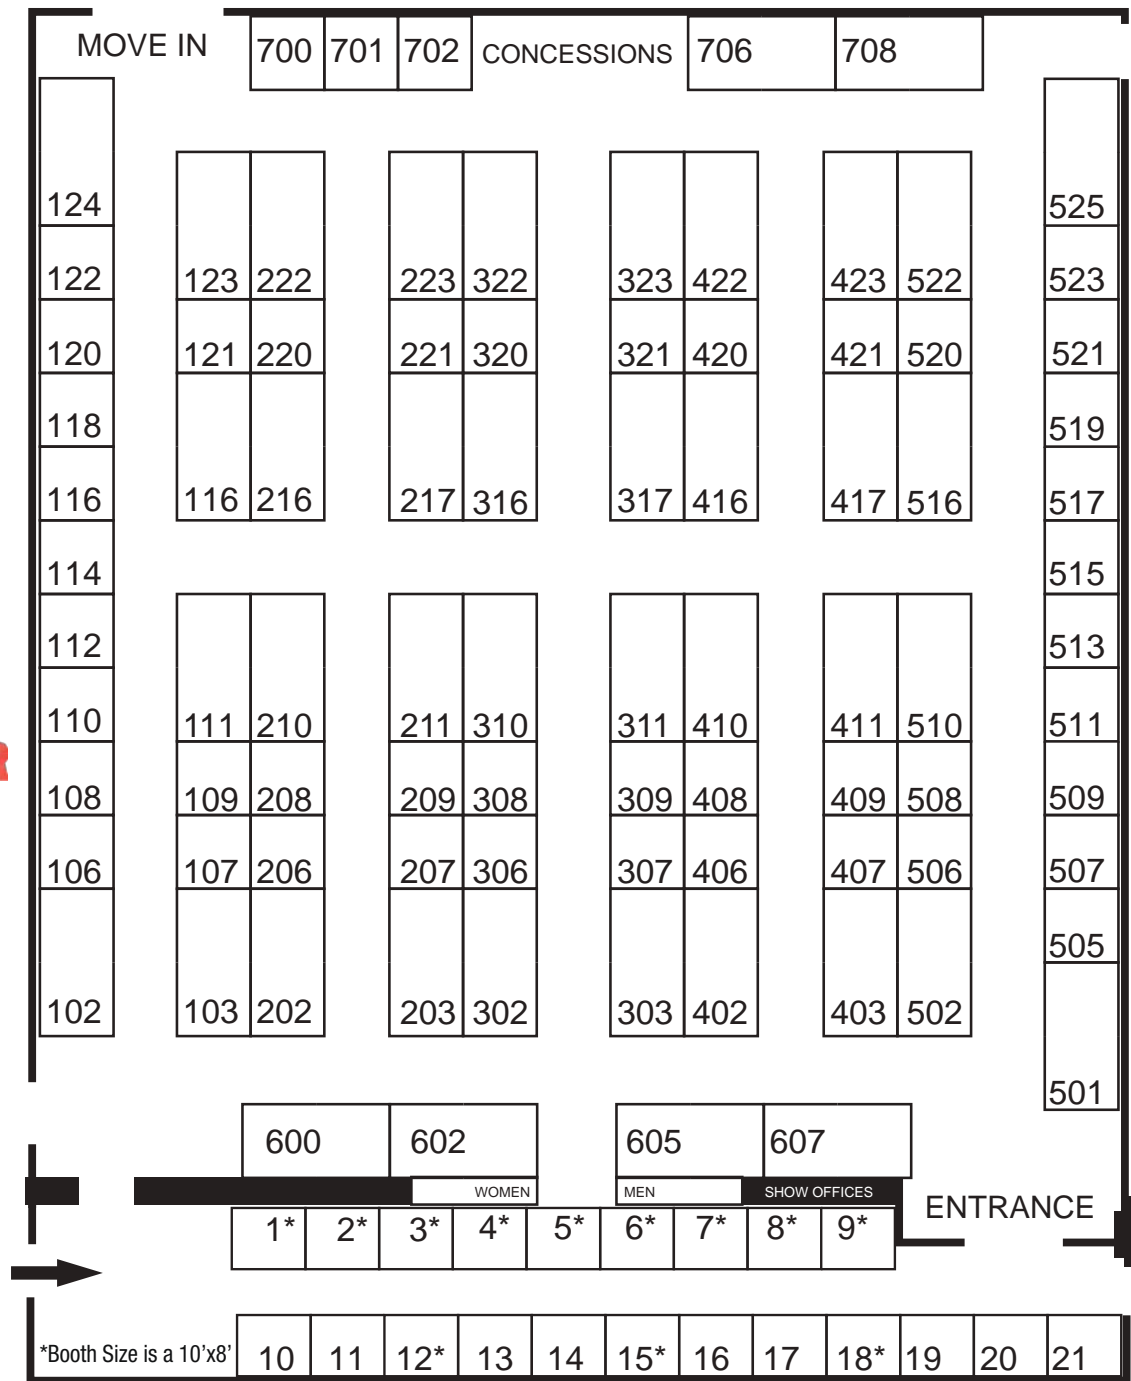 MOVE IN 700 701 702 CONCESSIONS 706 708
124 525
122 123 222 223 322 323 422 423 522 523
120 121 220 221 320 321 420 421 520 521
118 519
116 116 216 217 316 317 416 417 516 517
114 515
112 513
110 111 210 211 310 311 410 411 510 511
R
108 109 208 209 308 309 408 409 508 509
106 107 206 207 306 307 406 407 506 507
505
102 103 202 203 302 303 402 403 502
501
600 602 605 607
WOMEN MEN SHOW OFFICES
ENTRANCE
1* 2* 3* 4* 5* 6* 7* 8* 9*
*Booth Size is a 10’x8’ 10 11 12* 13 14 15* 16 17 18* 19 20 21